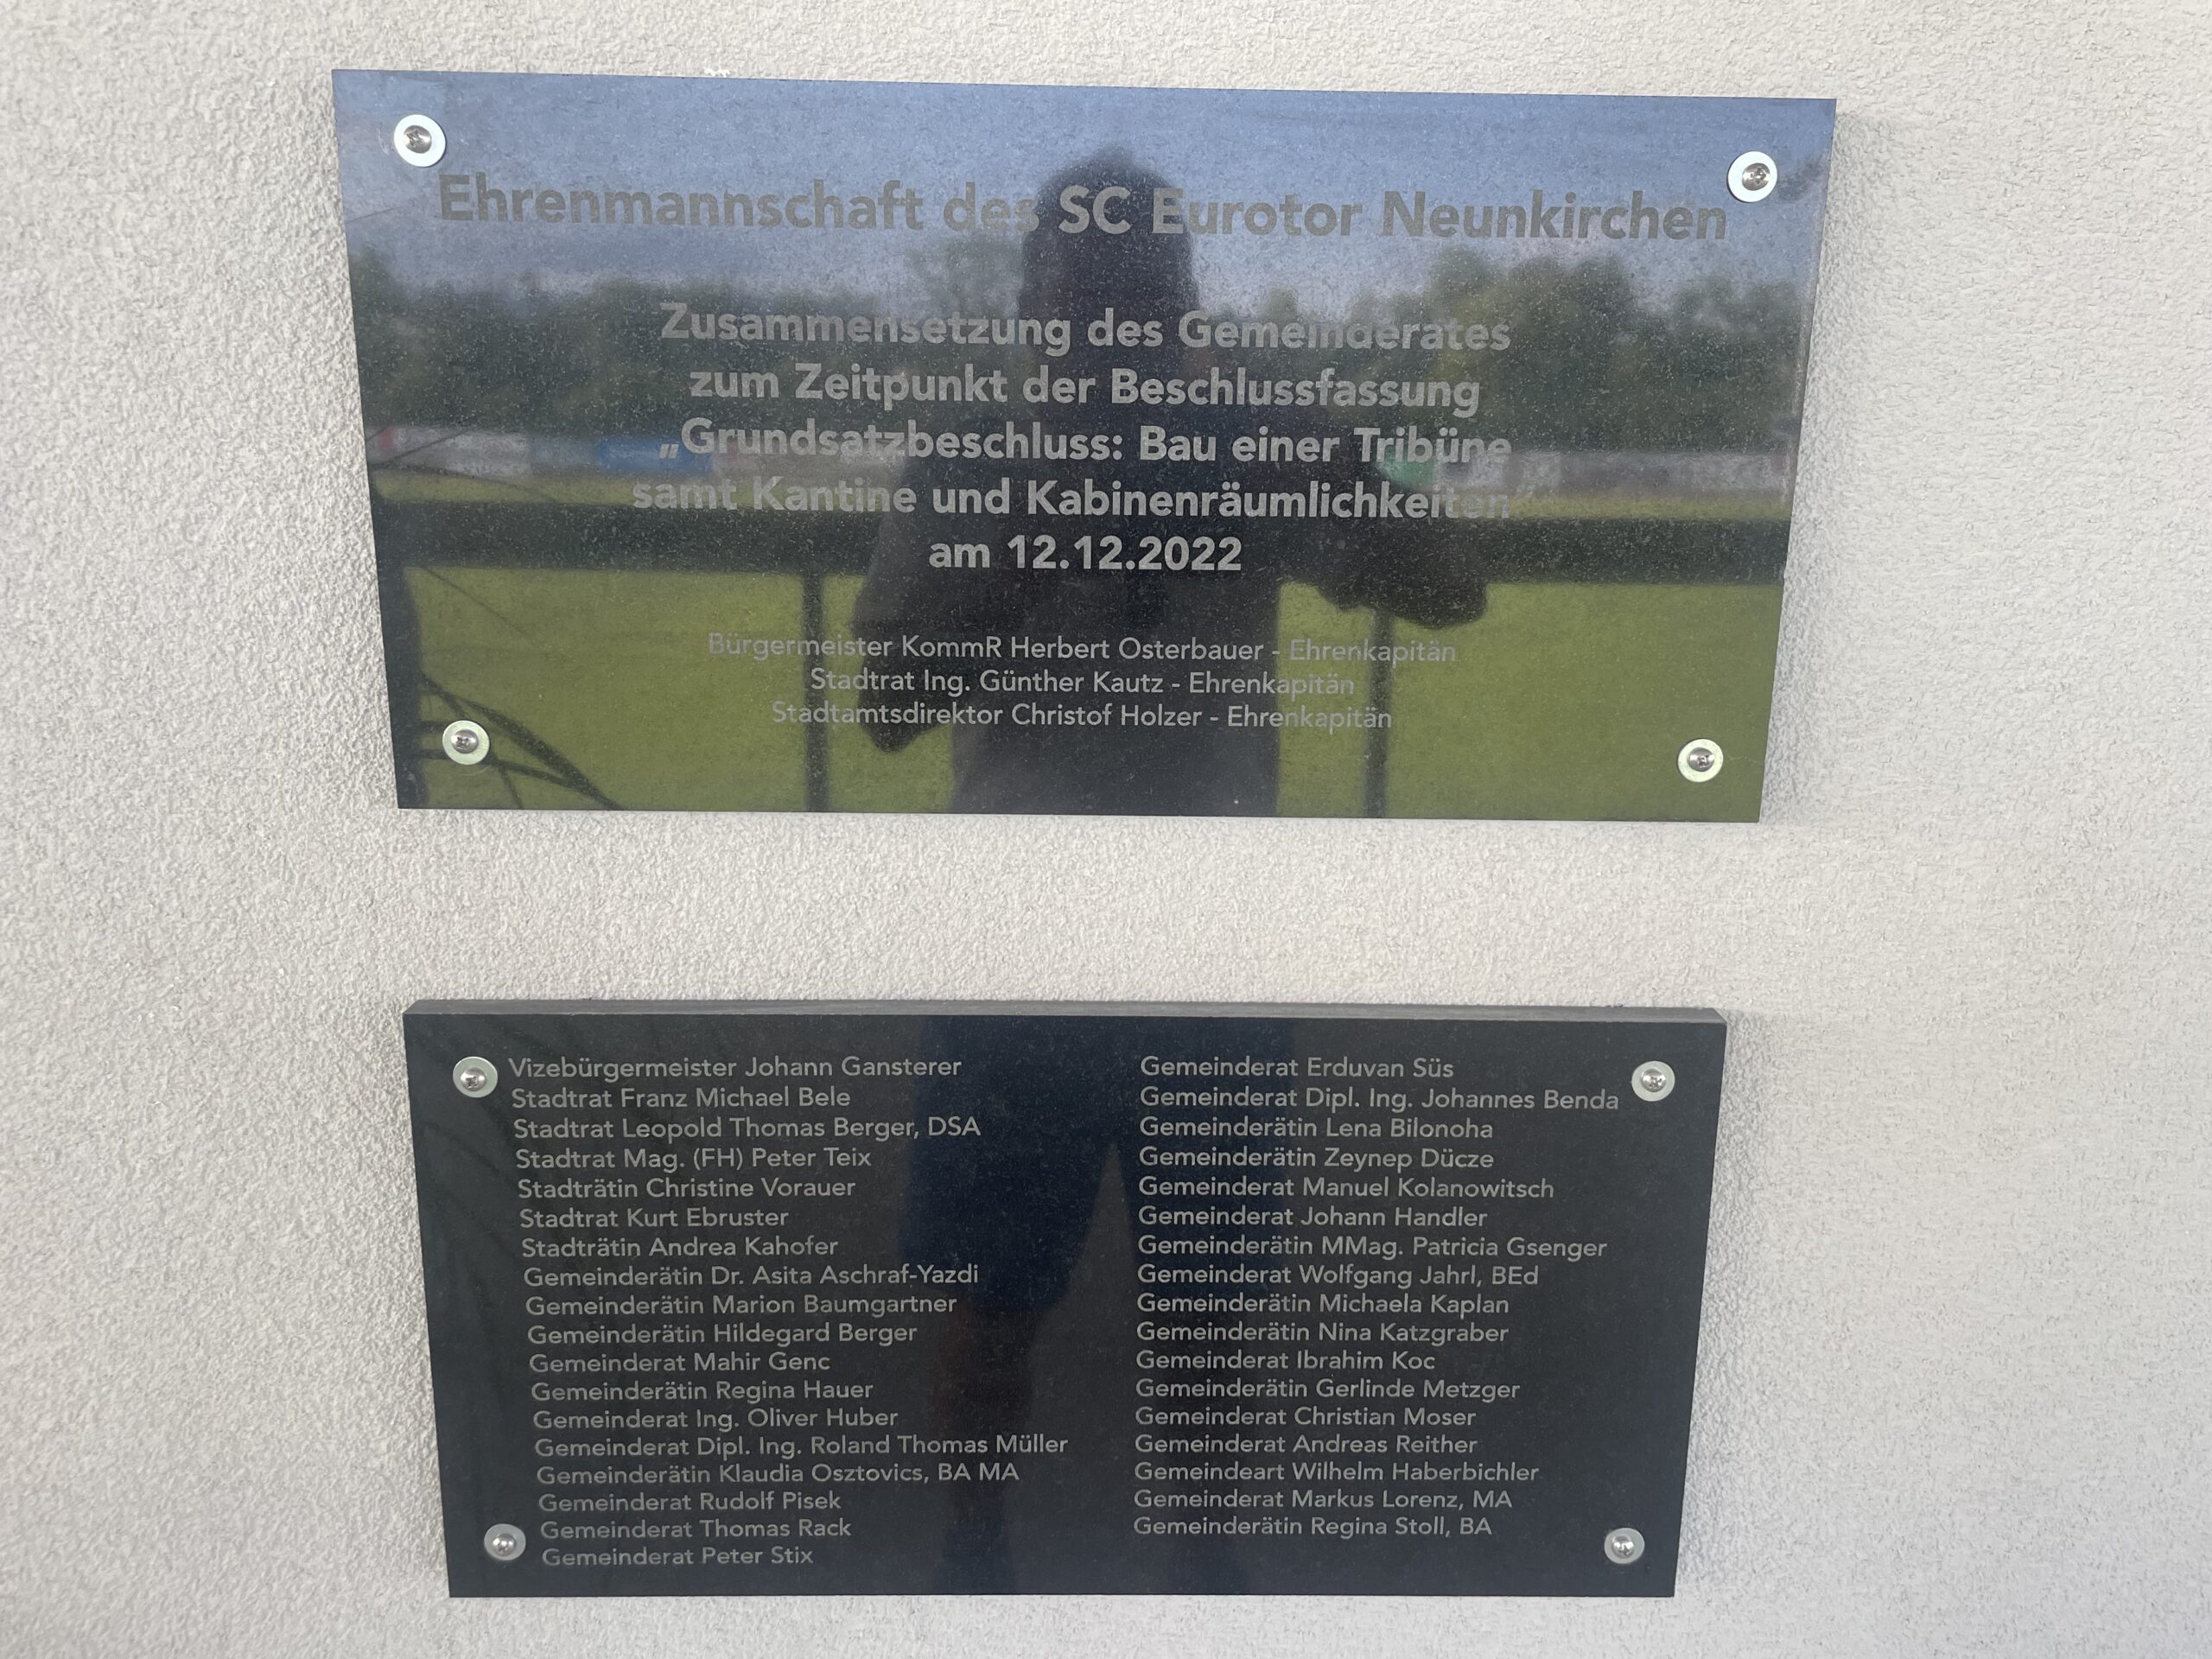 Ehrenmannschaft des SC Eurotor Neunkirchen
Zusammensetzung des Gemeinderates
zum Zeitpunkt der Beschlussfassung
„Grundsatzbeschluss: Bau einer Tribüne
samt Kantine und Kabinenräumlichkeiten"
am 12.12.2022
Bürgermeister KommR Herbert Osterbauer - Ehrenkapitän
Stadtrat Ing. Günther Kautz - Ehrenkapitän
Stadtamtsdirektor Christof Holzer - Ehrenkapitän
Vizebürgermeister Johann Gansterer
Stadtrat Franz Michael Bele
Stadtrat Leopold Thomas Berger, DSA
Stadtrat Mag. (FH) Peter Teix
Stadträtin Christine Vorauer
Stadtrat Kurt Ebruster
Stadträtin Andrea Kahofer
Gemeinderätin Dr. Asita Aschraf-Yazdi
Gemeinderätin Marion Baumgartner
Gemeinderätin Hildegard Berger
Gemeinderat Mahir Genc
Gemeinderätin Regina Hauer
Gemeinderat Ing. Oliver Huber
Gemeinderat Dipl. Ing. Roland Thomas Müller
Gemeinderätin Klaudia Osztovics, BA MA
Gemeinderat Rudolf Pisek
Gemeinderat Thomas Rack
Gemeinderat Peter Stix
Gemeinderat Erduvan Süs
Gemeinderat Dipl. Ing. Johannes Benda
Gemeinderätin Lena Bilonoha
Gemeinderätin Zeynep Dücze
Gemeinderat Manuel Kolanowitsch
Gemeinderat Johann Handler
Gemeinderätin MMag. Patricia Gsenger
Gemeinderat Wolfgang Jahrl, BEd
Gemeinderätin Michaela Kaplan
Gemeinderätin Nina Katzgraber
Gemeinderat Ibrahim Koc
Gemeinderätin Gerlinde Metzger
Gemeinderat Christian Moser
Gemeinderat Andreas Reither
Gemeindeart Wilhelm Haberbichler
Gemeinderat Markus Lorenz, MA
Gemeinderätin Regina Stoll, BA